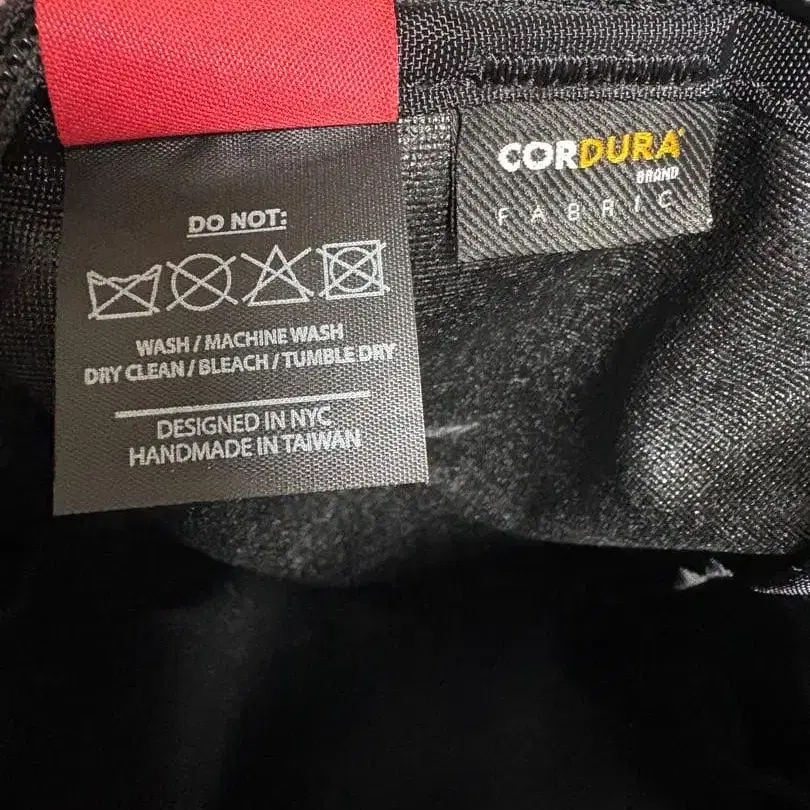 DO NOT:
WASH / MACHINE WASH
DRY CLEAN / BLEACH / TUMBLE DRY
DESIGNED IN NYC
HANDMADE IN TAIWAN
CORDURA®
BRAND
FABRIC